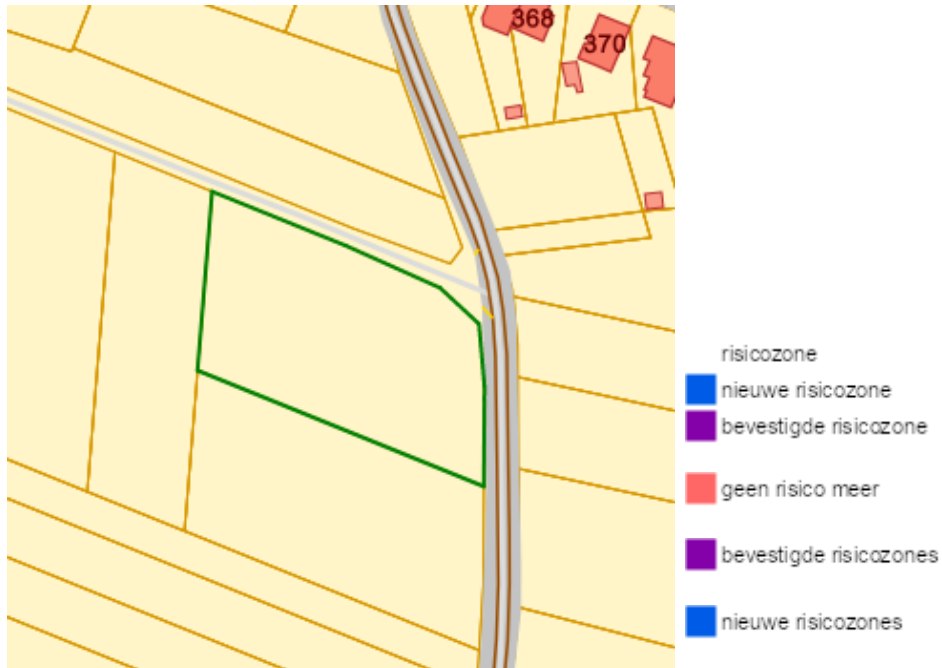 368
370
risicozone
nieuwe risicozone
bevestigde risicozone
geen risico meer
bevestigde risicozones
nieuwe risicozones